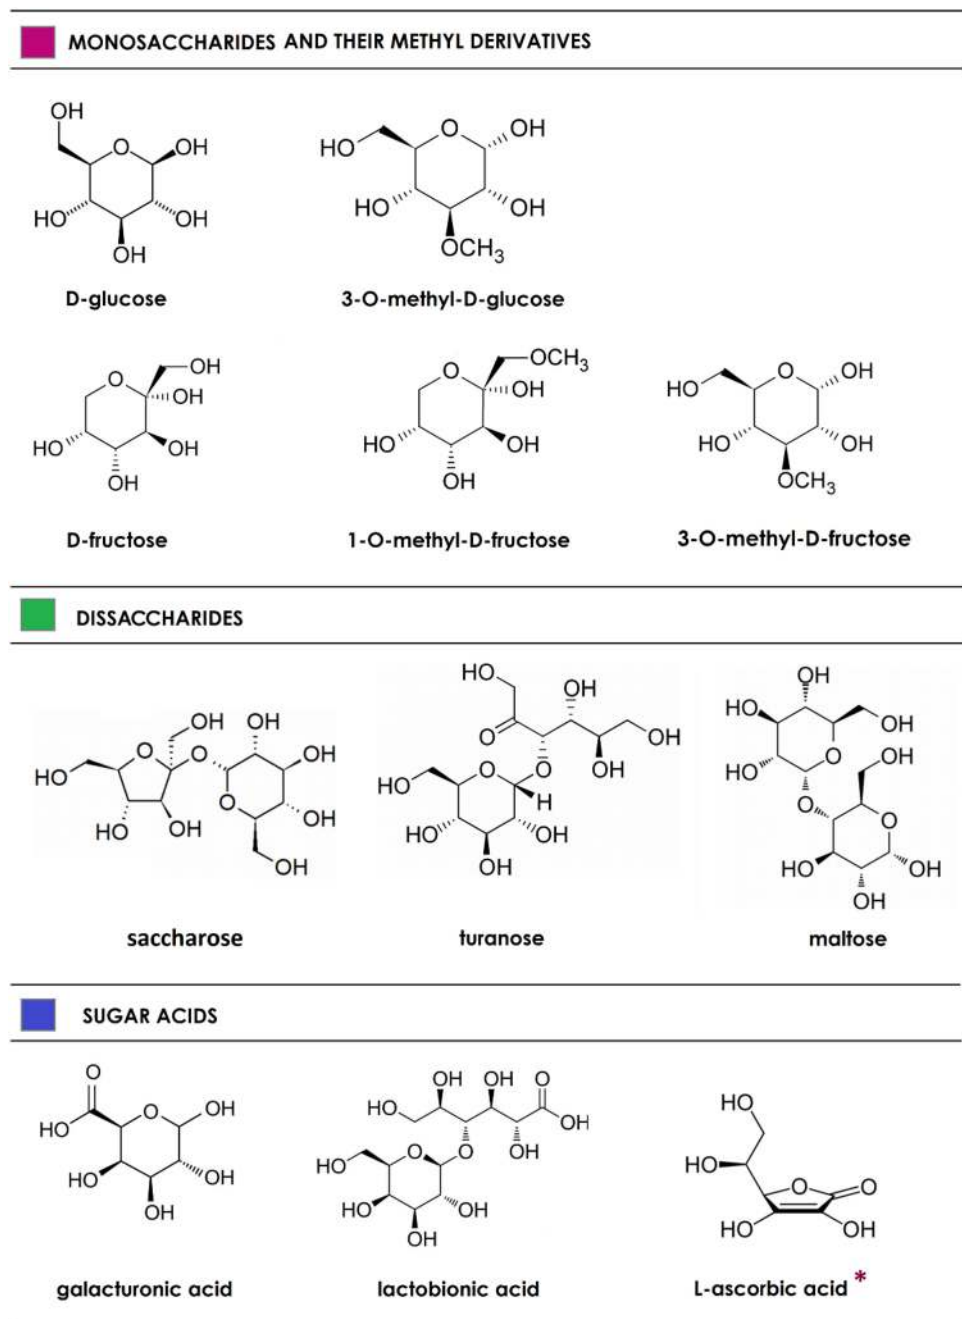 MONOSACCHARIDES AND THEIR METHYL DERIVATIVES
OH
O
OH
HO
OH
OH
D-glucose
O
OH
HO
HO
OH
OCH3
3-O-methyl-D-glucose
OH
O
OH
HO
OH
OH
D-fructose
OCH3
O
OH
HO
OH
OH
1-O-methyl-D-fructose
O
OH
HO
HO
OH
OCH3
3-O-methyl-D-fructose
DISSACCHARIDES
OH
OH
O
O
OH
HO
O
OH
HO
OH
OH
saccharose
HO
OH
O
OH
OH
O
HO
O
H
HO
OH
OH
turanose
OH
HO
OH
O
OH
HO
O
O
HO
OH
OH
maltose
SUGAR ACIDS
O
O
OH
HO
HO
OH
OH
galacturonic acid
OH
OH
O
HO
OH
OH
O
O
HO
HO
OH
OH
lactobionic acid
HO
HO
O
O
HO
OH
L-ascorbic acid *